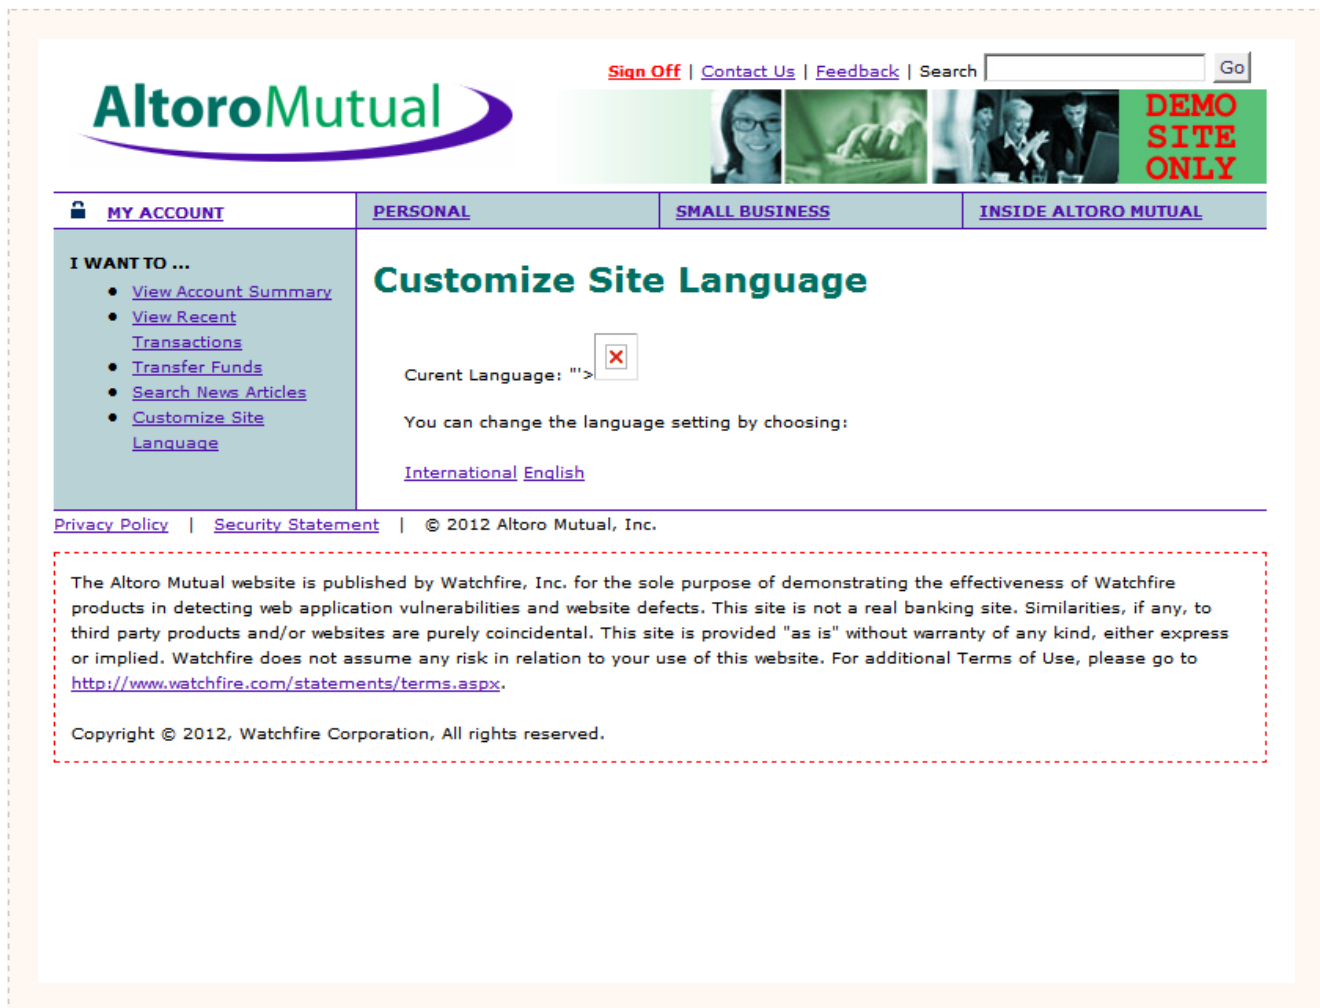 Sign Off | Contact Us | Feedback | Search Go
AltoroMutual
DEMO
SITE
ONLY
MY ACCOUNT PERSONAL SMALL BUSINESS INSIDE ALTORO MUTUAL
I WANT TO ...
View Account Summary
View Recent
Transactions
Transfer Funds
Search News Articles
Customize Site
Language
Customize Site Language
Curent Language: "'>
You can change the language setting by choosing:
International English
Privacy Policy | Security Statement | © 2012 Altoro Mutual, Inc.
The Altoro Mutual website is published by Watchfire, Inc. for the sole purpose of demonstrating the effectiveness of Watchfire
products in detecting web application vulnerabilities and website defects. This site is not a real banking site. Similarities, if any, to
third party products and/or websites are purely coincidental. This site is provided "as is" without warranty of any kind, either express
or implied. Watchfire does not assume any risk in relation to your use of this website. For additional Terms of Use, please go to
http://www.watchfire.com/statements/terms.aspx.
Copyright © 2012, Watchfire Corporation, All rights reserved.